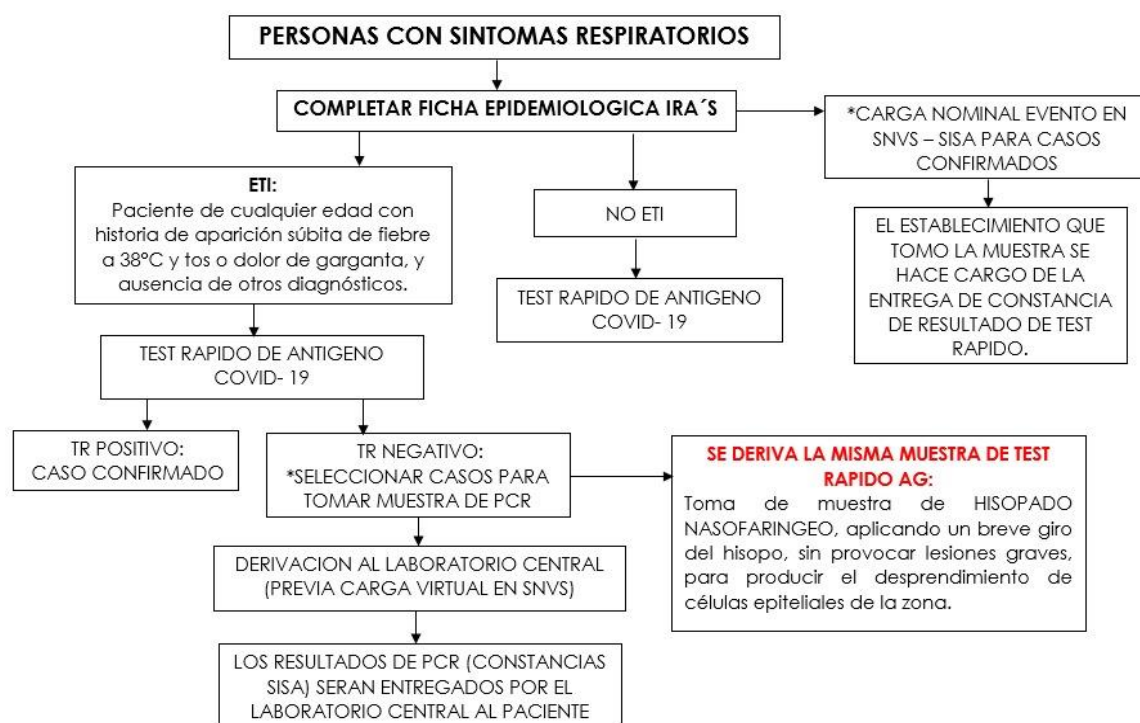 PERSONAS CON SINTOMAS RESPIRATORIOS
COMPLETAR FICHA EPIDEMIOLOGICA IRA´S
*CARGA NOMINAL EVENTO EN
SNVS – SISA PARA CASOS
CONFIRMADOS
ETI:
Paciente de cualquier edad con
historia de aparición súbita de fiebre
a 38°C y tos o dolor de garganta, y
ausencia de otros diagnósticos.
NO ETI
EL ESTABLECIMIENTO QUE
TOMO LA MUESTRA SE
HACE CARGO DE LA
ENTREGA DE CONSTANCIA
DE RESULTADO DE TEST
RAPIDO.
TEST RAPIDO DE ANTIGENO
COVID- 19
TEST RAPIDO DE ANTIGENO
COVID- 19
TR POSITIVO:
CASO CONFIRMADO
TR NEGATIVO:
*SELECCIONAR CASOS PARA
TOMAR MUESTRA DE PCR
SE DERIVA LA MISMA MUESTRA DE TEST
RAPIDO AG:
Toma de muestra de HISOPADO
NASOFARINGEO, aplicando un breve giro
del hisopo, sin provocar lesiones graves,
para producir el desprendimiento de
células epiteliales de la zona.
DERIVACION AL LABORATORIO CENTRAL
(PREVIA CARGA VIRTUAL EN SNVS)
LOS RESULTADOS DE PCR (CONSTANCIAS
SISA) SERAN ENTREGADOS POR EL
LABORATORIO CENTRAL AL PACIENTE